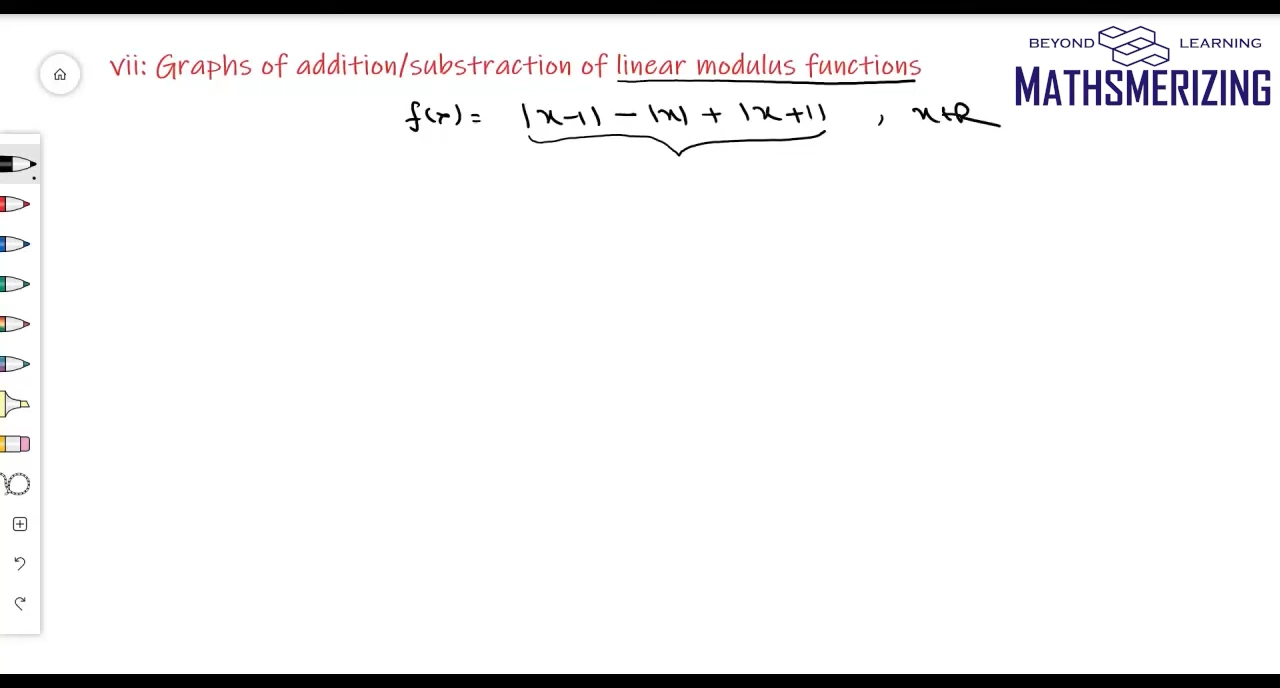 BEYOND LEARNING
MATHSMERIZING
vii: Graphs of addition/substraction of linear modulus functions
f(x) = |x-1| - |x| + |x+1| , x∈R